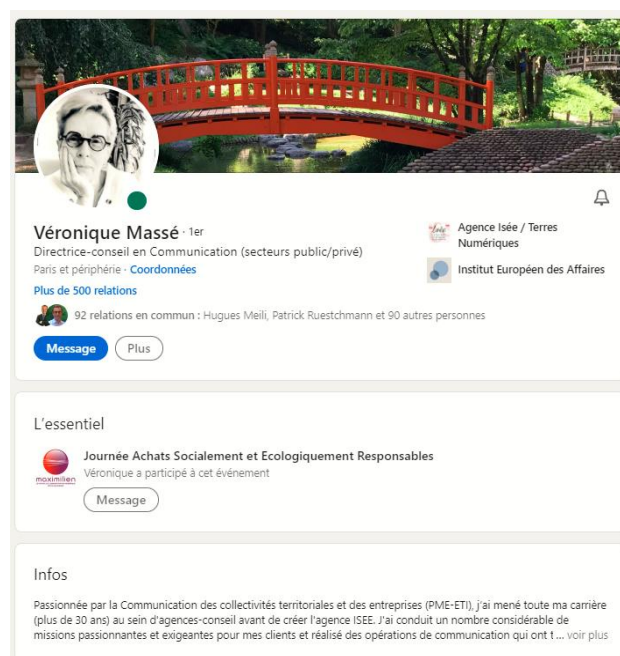 Véronique Massé · 1er
Directrice-conseil en Communication (secteurs public/privé)
Paris et périphérie · Coordonnées
Plus de 500 relations
92 relations en commun : Hugues Meili, Patrick Ruestchmann et 90 autres personnes
Message
Plus
Agence Isée / Terres
Numériques
Institut Européen des Affaires
L'essentiel
maximilien
Journée Achats Socialement et Ecologiquement Responsables
Véronique a participé à cet événement
Message
Infos
Passionnée par la Communication des collectivités territoriales et des entreprises (PME-ETI), j'ai mené toute ma carrière
(plus de 30 ans) au sein d'agences-conseil avant de créer l'agence ISEE. J'ai conduit un nombre considérable de
missions passionnantes et exigeantes pour mes clients et réalisé des opérations de communication qui ont t… voir plus